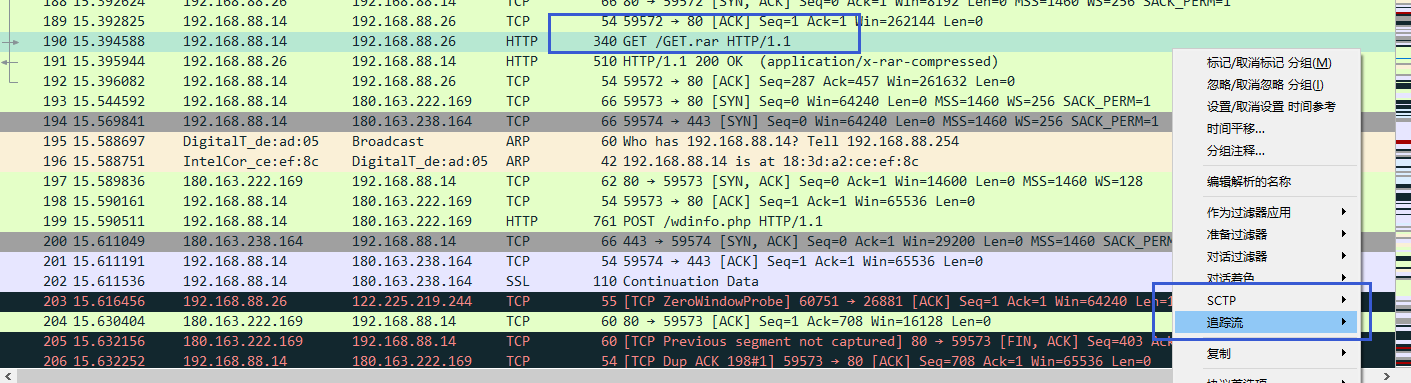 188 15.392624 192.168.88.26 192.168.88.14 TCP 66 80 → 59572 [SYN, ACK] Seq=0 Ack=1 Win=8192 Len=0 MSS=1460 WS=256 SACK_PERM=1
189 15.392825 192.168.88.14 192.168.88.26 TCP 54 59572 → 80 [ACK] Seq=1 Ack=1 Win=262144 Len=0
190 15.394588 192.168.88.14 192.168.88.26 HTTP 340 GET /GET.rar HTTP/1.1
191 15.395944 192.168.88.26 192.168.88.14 HTTP 510 HTTP/1.1 200 OK (application/x-rar-compressed)
192 15.396082 192.168.88.14 192.168.88.26 TCP 54 59572 → 80 [ACK] Seq=287 Ack=457 Win=261632 Len=0
193 15.544592 192.168.88.14 180.163.222.169 TCP 66 59573 → 80 [SYN] Seq=0 Win=64240 Len=0 MSS=1460 WS=256 SACK_PERM=1
194 15.569841 192.168.88.14 180.163.238.164 TCP 66 59574 → 443 [SYN] Seq=0 Win=64240 Len=0 MSS=1460 WS=256 SACK_PERM=1
195 15.588697 DigitalT_de:ad:05 Broadcast ARP 60 Who has 192.168.88.14? Tell 192.168.88.254
196 15.588751 IntelCor_ce:ef:8c DigitalT_de:ad:05 ARP 42 192.168.88.14 is at 18:3d:a2:ce:ef:8c
197 15.589836 180.163.222.169 192.168.88.14 TCP 62 80 → 59573 [SYN, ACK] Seq=0 Ack=1 Win=14600 Len=0 MSS=1460 WS=128
198 15.590161 192.168.88.14 180.163.222.169 TCP 54 59573 → 80 [ACK] Seq=1 Ack=1 Win=65536 Len=0
199 15.590511 192.168.88.14 180.163.222.169 HTTP 761 POST /wdinfo.php HTTP/1.1
200 15.611049 180.163.238.164 192.168.88.14 TCP 66 443 → 59574 [SYN, ACK] Seq=0 Ack=1 Win=29200 Len=0 MSS=1460 SACK_PERM
201 15.611191 192.168.88.14 180.163.238.164 TCP 54 59574 → 443 [ACK] Seq=1 Ack=1 Win=65536 Len=0
202 15.611536 192.168.88.14 180.163.238.164 SSL 110 Continuation Data
203 15.616456 192.168.88.26 122.225.219.244 TCP 55 [TCP ZeroWindowProbe] 60751 → 26881 [ACK] Seq=1 Ack=1 Win=64240 Len=1
204 15.630404 180.163.222.169 192.168.88.14 TCP 60 80 → 59573 [ACK] Seq=1 Ack=708 Win=16128 Len=0
205 15.632156 180.163.222.169 192.168.88.14 TCP 60 [TCP Previous segment not captured] 80 → 59573 [FIN, ACK] Seq=403 Ack
206 15.632252 192.168.88.14 180.163.222.169 TCP 54 [TCP Dup ACK 198#1] 59573 → 80 [ACK] Seq=708 Ack=1 Win=65536 Len=0
标记/取消标记 分组(M)
忽略/取消忽略 分组(I)
设置/取消设置 时间参考
时间平移...
分组注释...
编辑解析的名称
作为过滤器应用
准备过滤器
对话过滤器
对话着色
SCTP
追踪流
复制
协议首选项